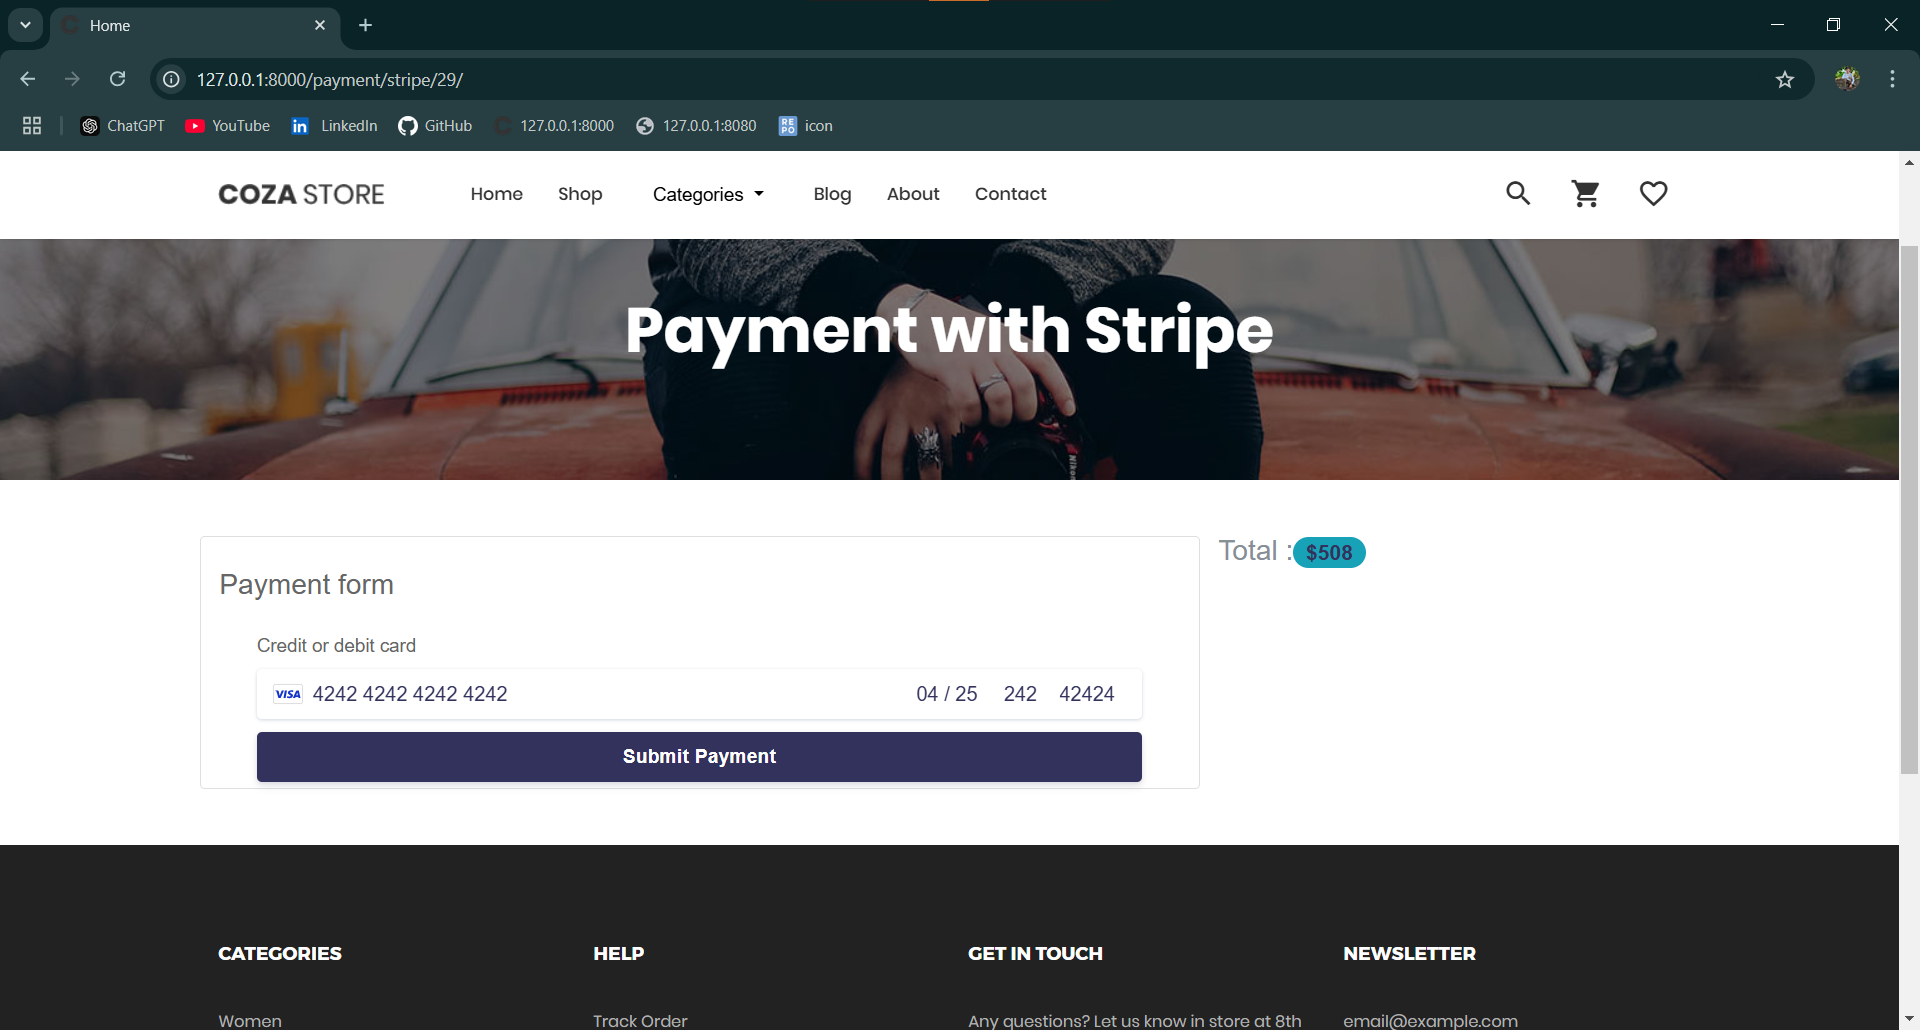 Home
127.0.0.1:8000/payment/stripe/29/
ChatGPT YouTube LinkedIn GitHub 127.0.0.1:8000 127.0.0.1:8080 REPO icon
COZA STORE Home Shop Categories Blog About Contact
Payment with Stripe
Nikon
Total : $508
Payment form
Credit or debit card
VISA 4242 4242 4242 4242 04 / 25 242 42424
Submit Payment
CATEGORIES HELP GET IN TOUCH NEWSLETTER
Women Track Order Any questions? Let us know in store at 8th email@example.com